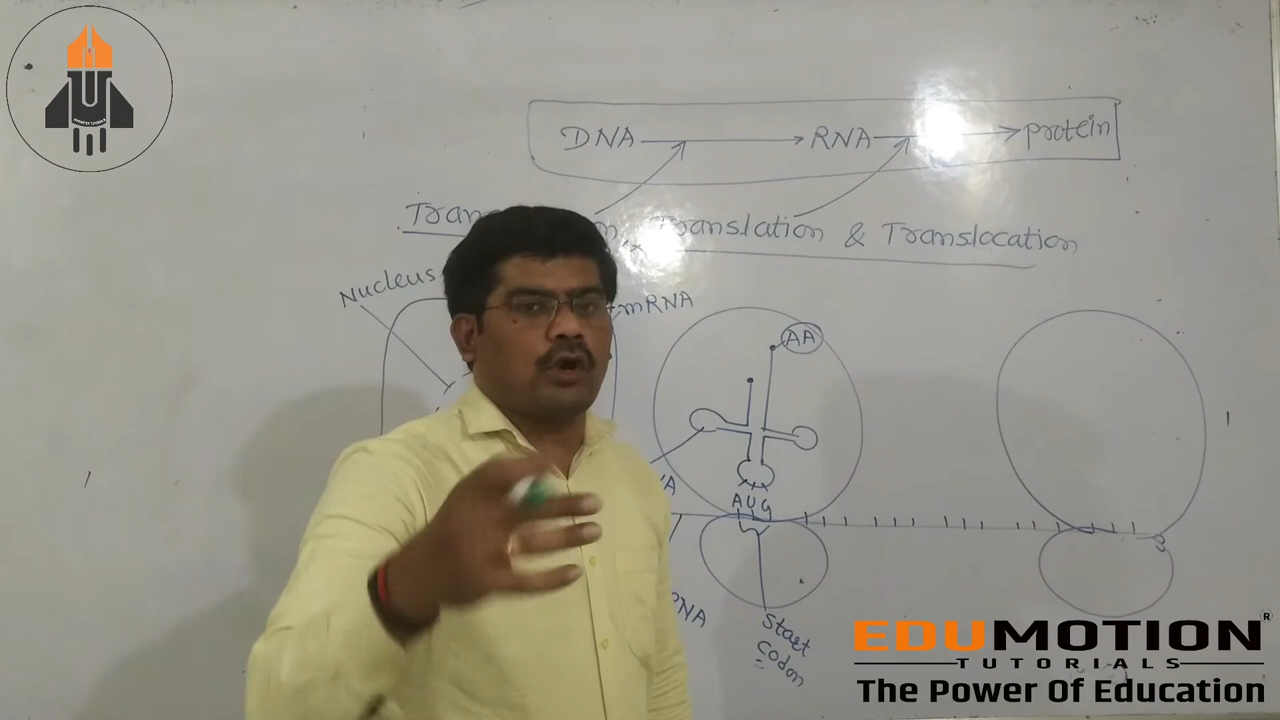 DNA RNA protein
Translation & Translocation
Nucleus
mRNA
AA
AUG
Start
Codon
EDUMOTION ®
TUTORIALS
The Power Of Education